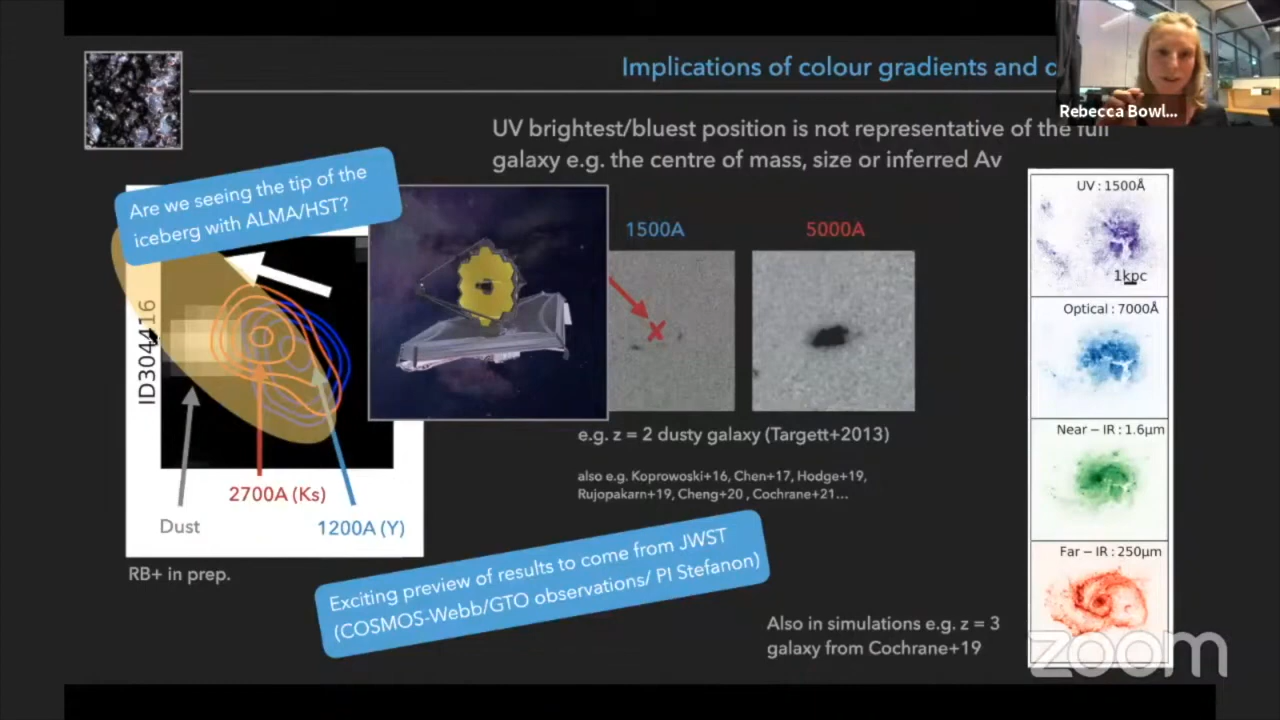 Implications of colour gradients and
Rebecca Bowl...
UV brightest/bluest position is not representative of the full
galaxy e.g. the centre of mass, size or inferred Av
Are we seeing the tip of the
iceberg with ALMA/HST?
ID304416
2700A (Ks)
Dust
1200A (Y)
RB+ in prep.
1500A
5000A
X
e.g. z = 2 dusty galaxy (Targett+2013)
also e.g. Koprowoski+16, Chen+17, Hodge+19,
Rujopakarn+19, Cheng+20 , Cochrane+21...
Exciting preview of results to come from JWST
(COSMOS-Webb/GTO observations/ PI Stefanon)
Also in simulations e.g. z = 3
galaxy from Cochrane+19
UV : 1500Å
1kpc
Optical : 7000Å
Near – IR : 1.6μm
Far – IR : 250μm
zoom